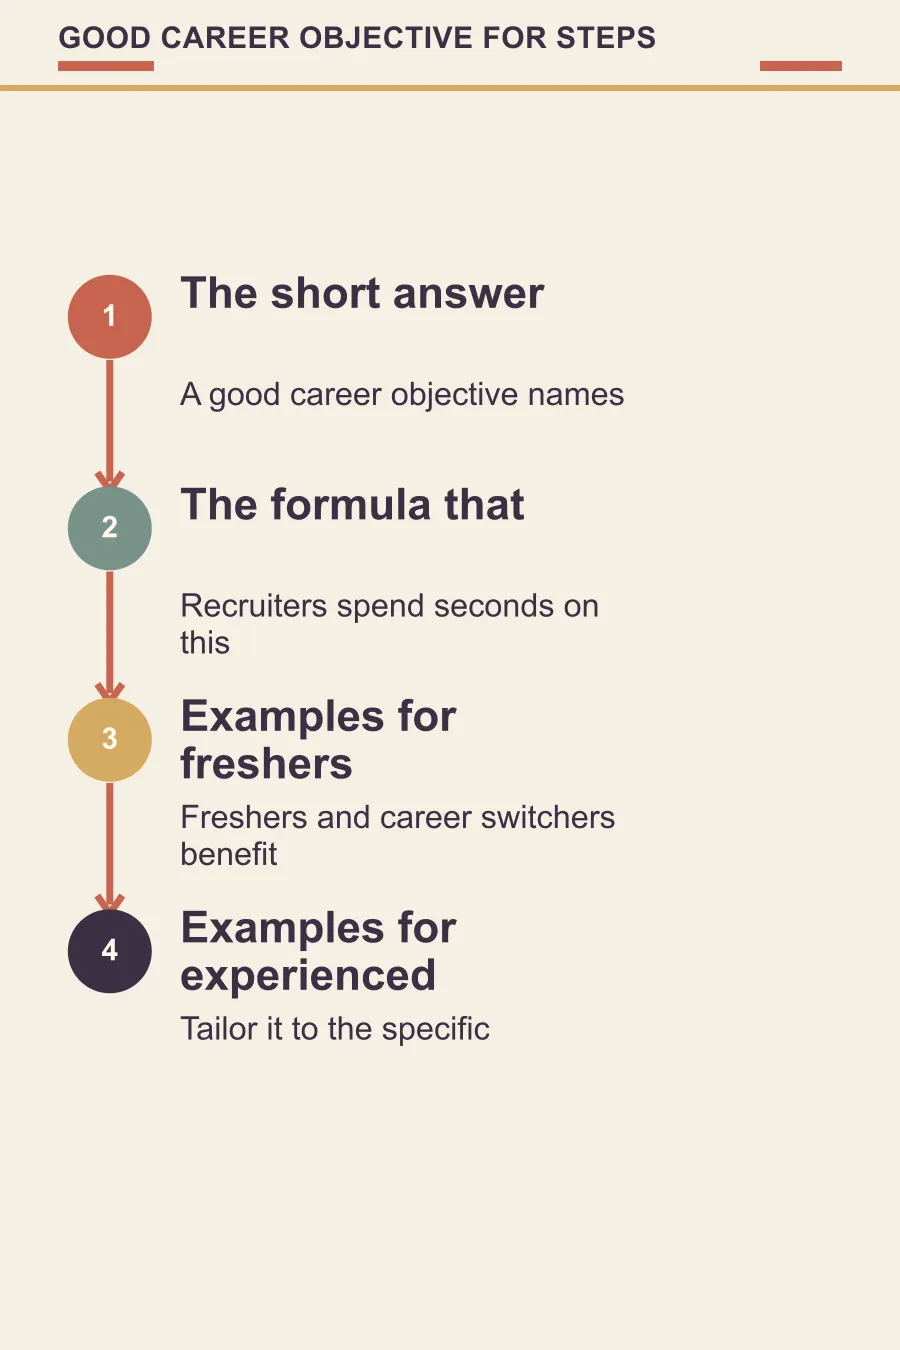 GOOD CAREER OBJECTIVE FOR STEPS
1
The short answer
A good career objective names
2
The formula that
Recruiters spend seconds on
this
3
Examples for
freshers
Freshers and career switchers
benefit
4
Examples for
experienced
Tailor it to the specific